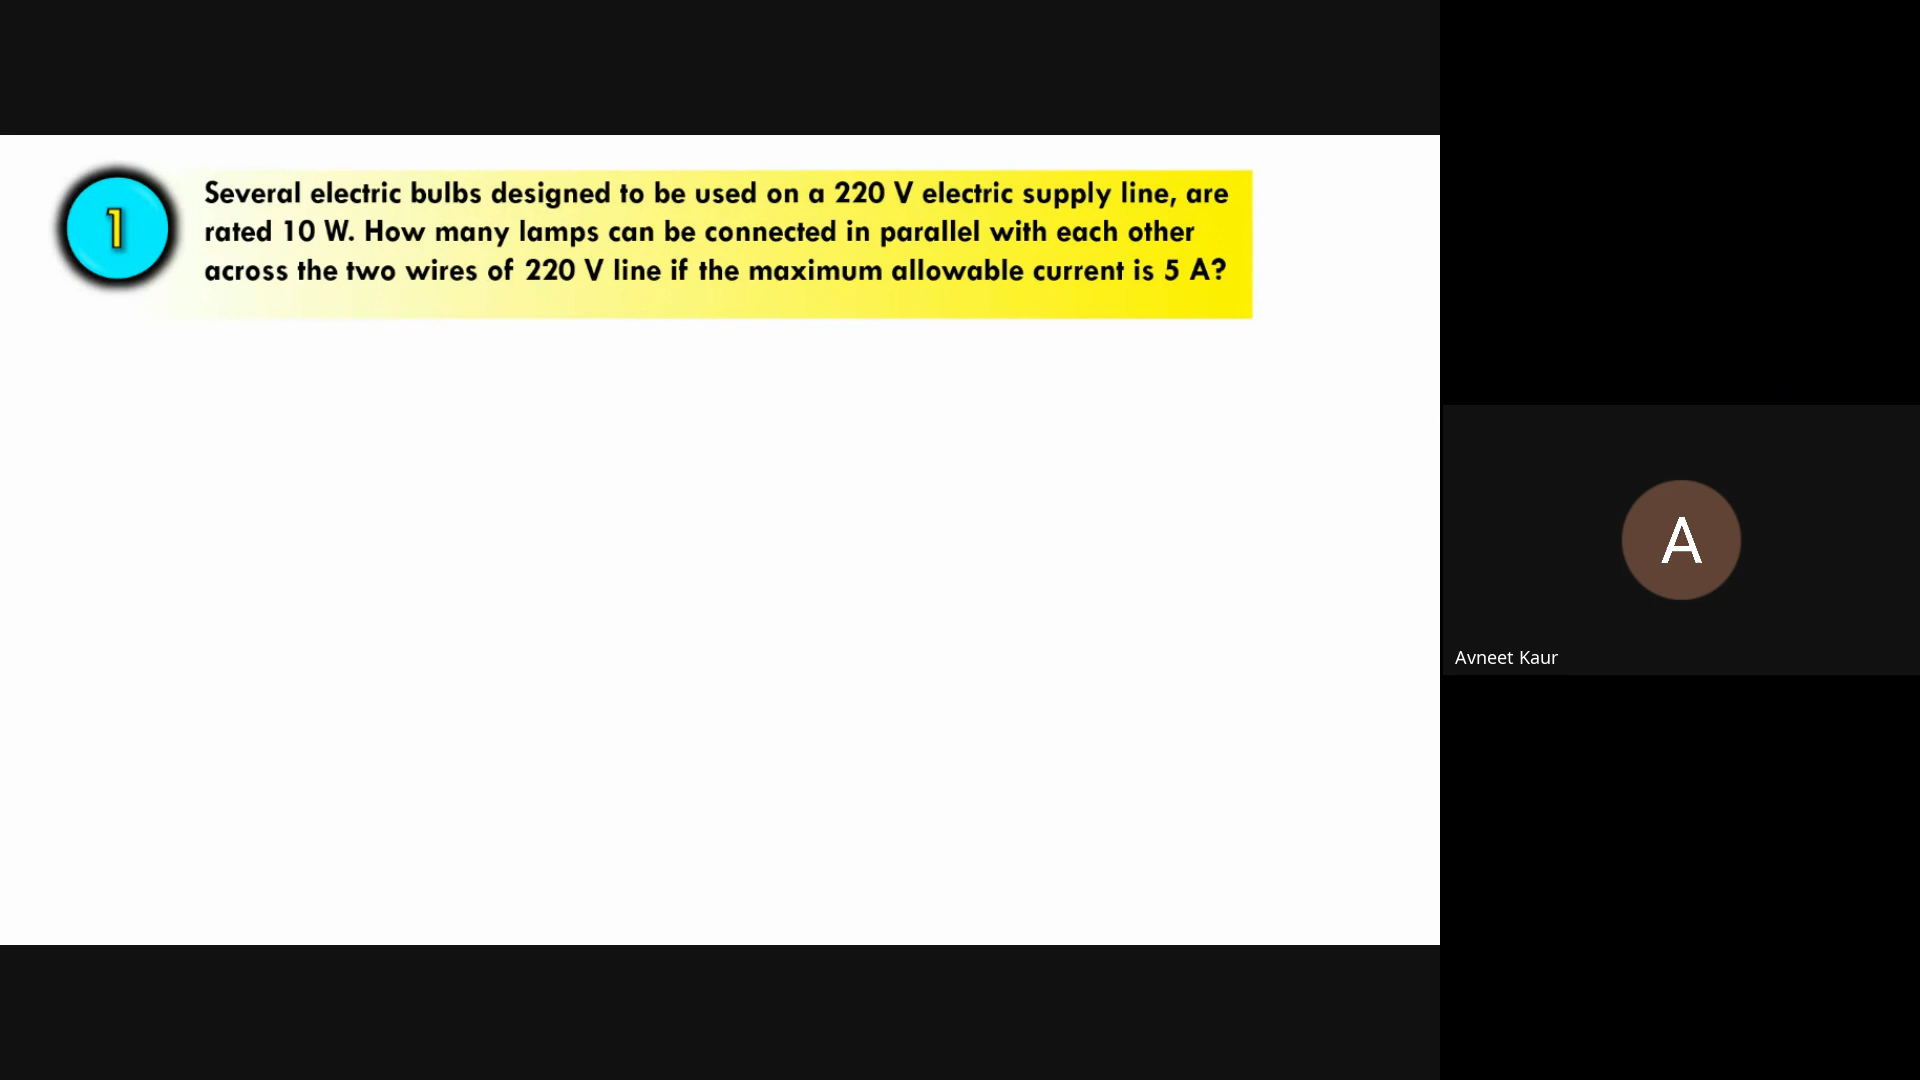 1
Several electric bulbs designed to be used on a 220 V electric supply line, are
rated 10 W. How many lamps can be connected in parallel with each other
across the two wires of 220 V line if the maximum allowable current is 5 A?
A
Avneet Kaur